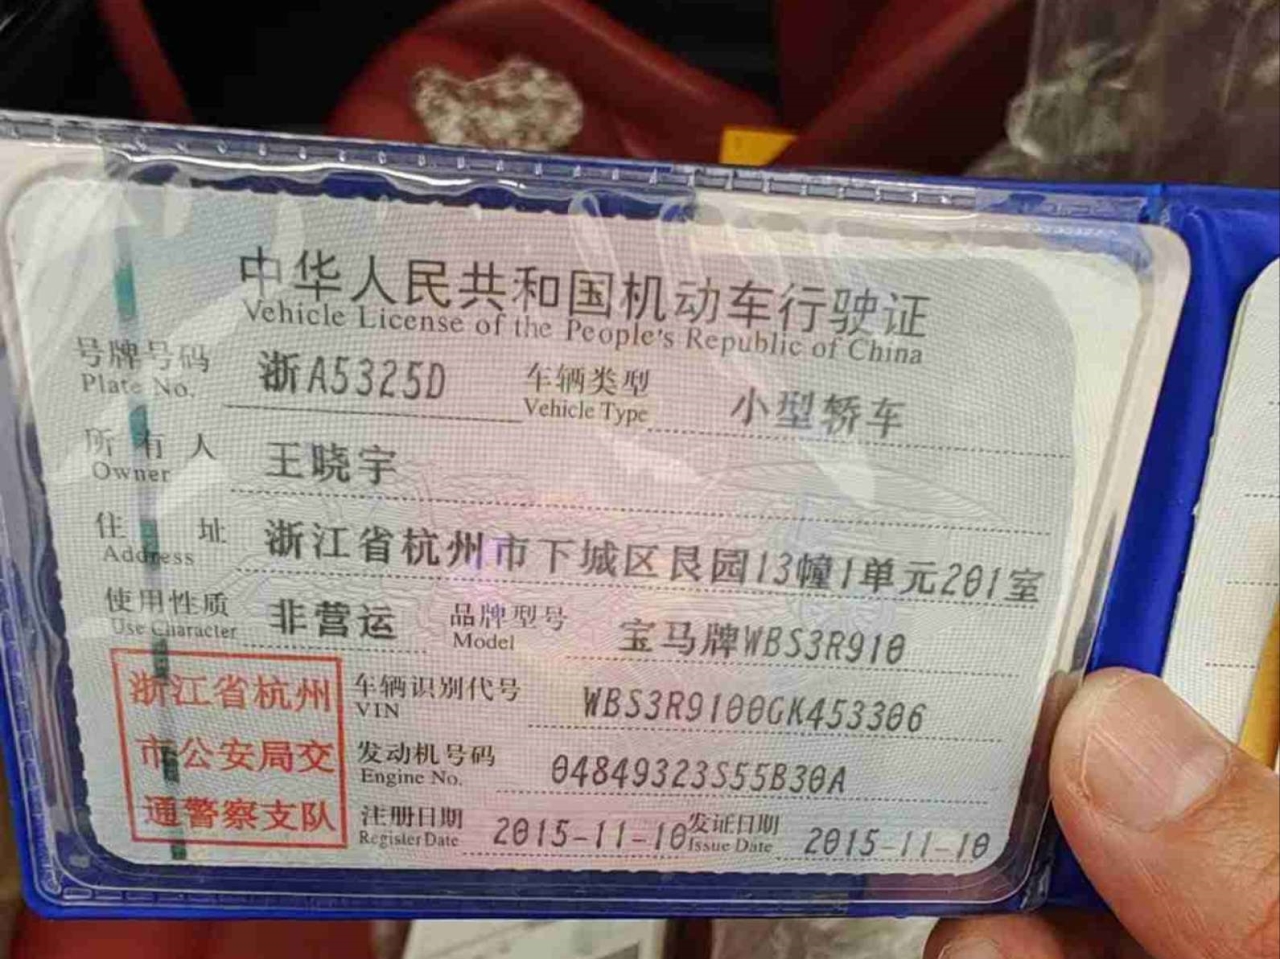 中华人民共和国机动车行驶证
Vehicle License of the People's Republic of China
号牌号码 浙A5325D 车辆类型 小型轿车
Plate No. Vehicle Type
所有人 王晓宇
Owner
住址 浙江省杭州市下城区艮园13幢1单元201室
Address
使用性质 非营运 品牌型号 宝马牌WBS3R910
Use Character Model
浙江省杭州
市公安局交
通警察支队
车辆识别代号 WBS3R9100GK453306
VIN
发动机号码 04849323S55B30A
Engine No.
注册日期 2015-11-10 发证日期 2015-11-10
Register Date Issue Date